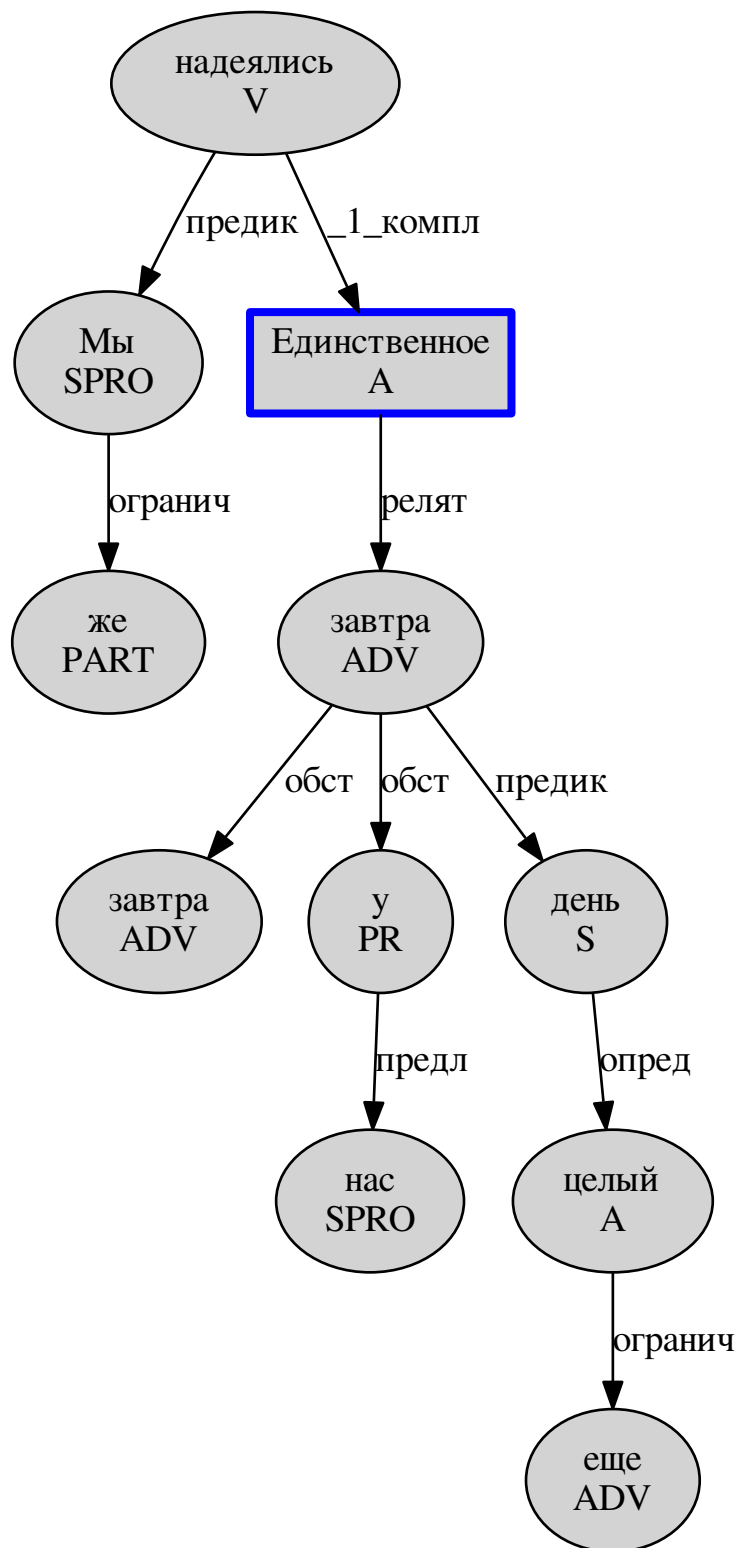 надеялись
V
предик
_1_компл
Мы
SPRO
Единственное
A
огранич
релят
же
PART
завтра
ADV
обст
обст
предик
завтра
ADV
у
PR
день
S
предл
опред
нас
SPRO
целый
A
огранич
еще
ADV